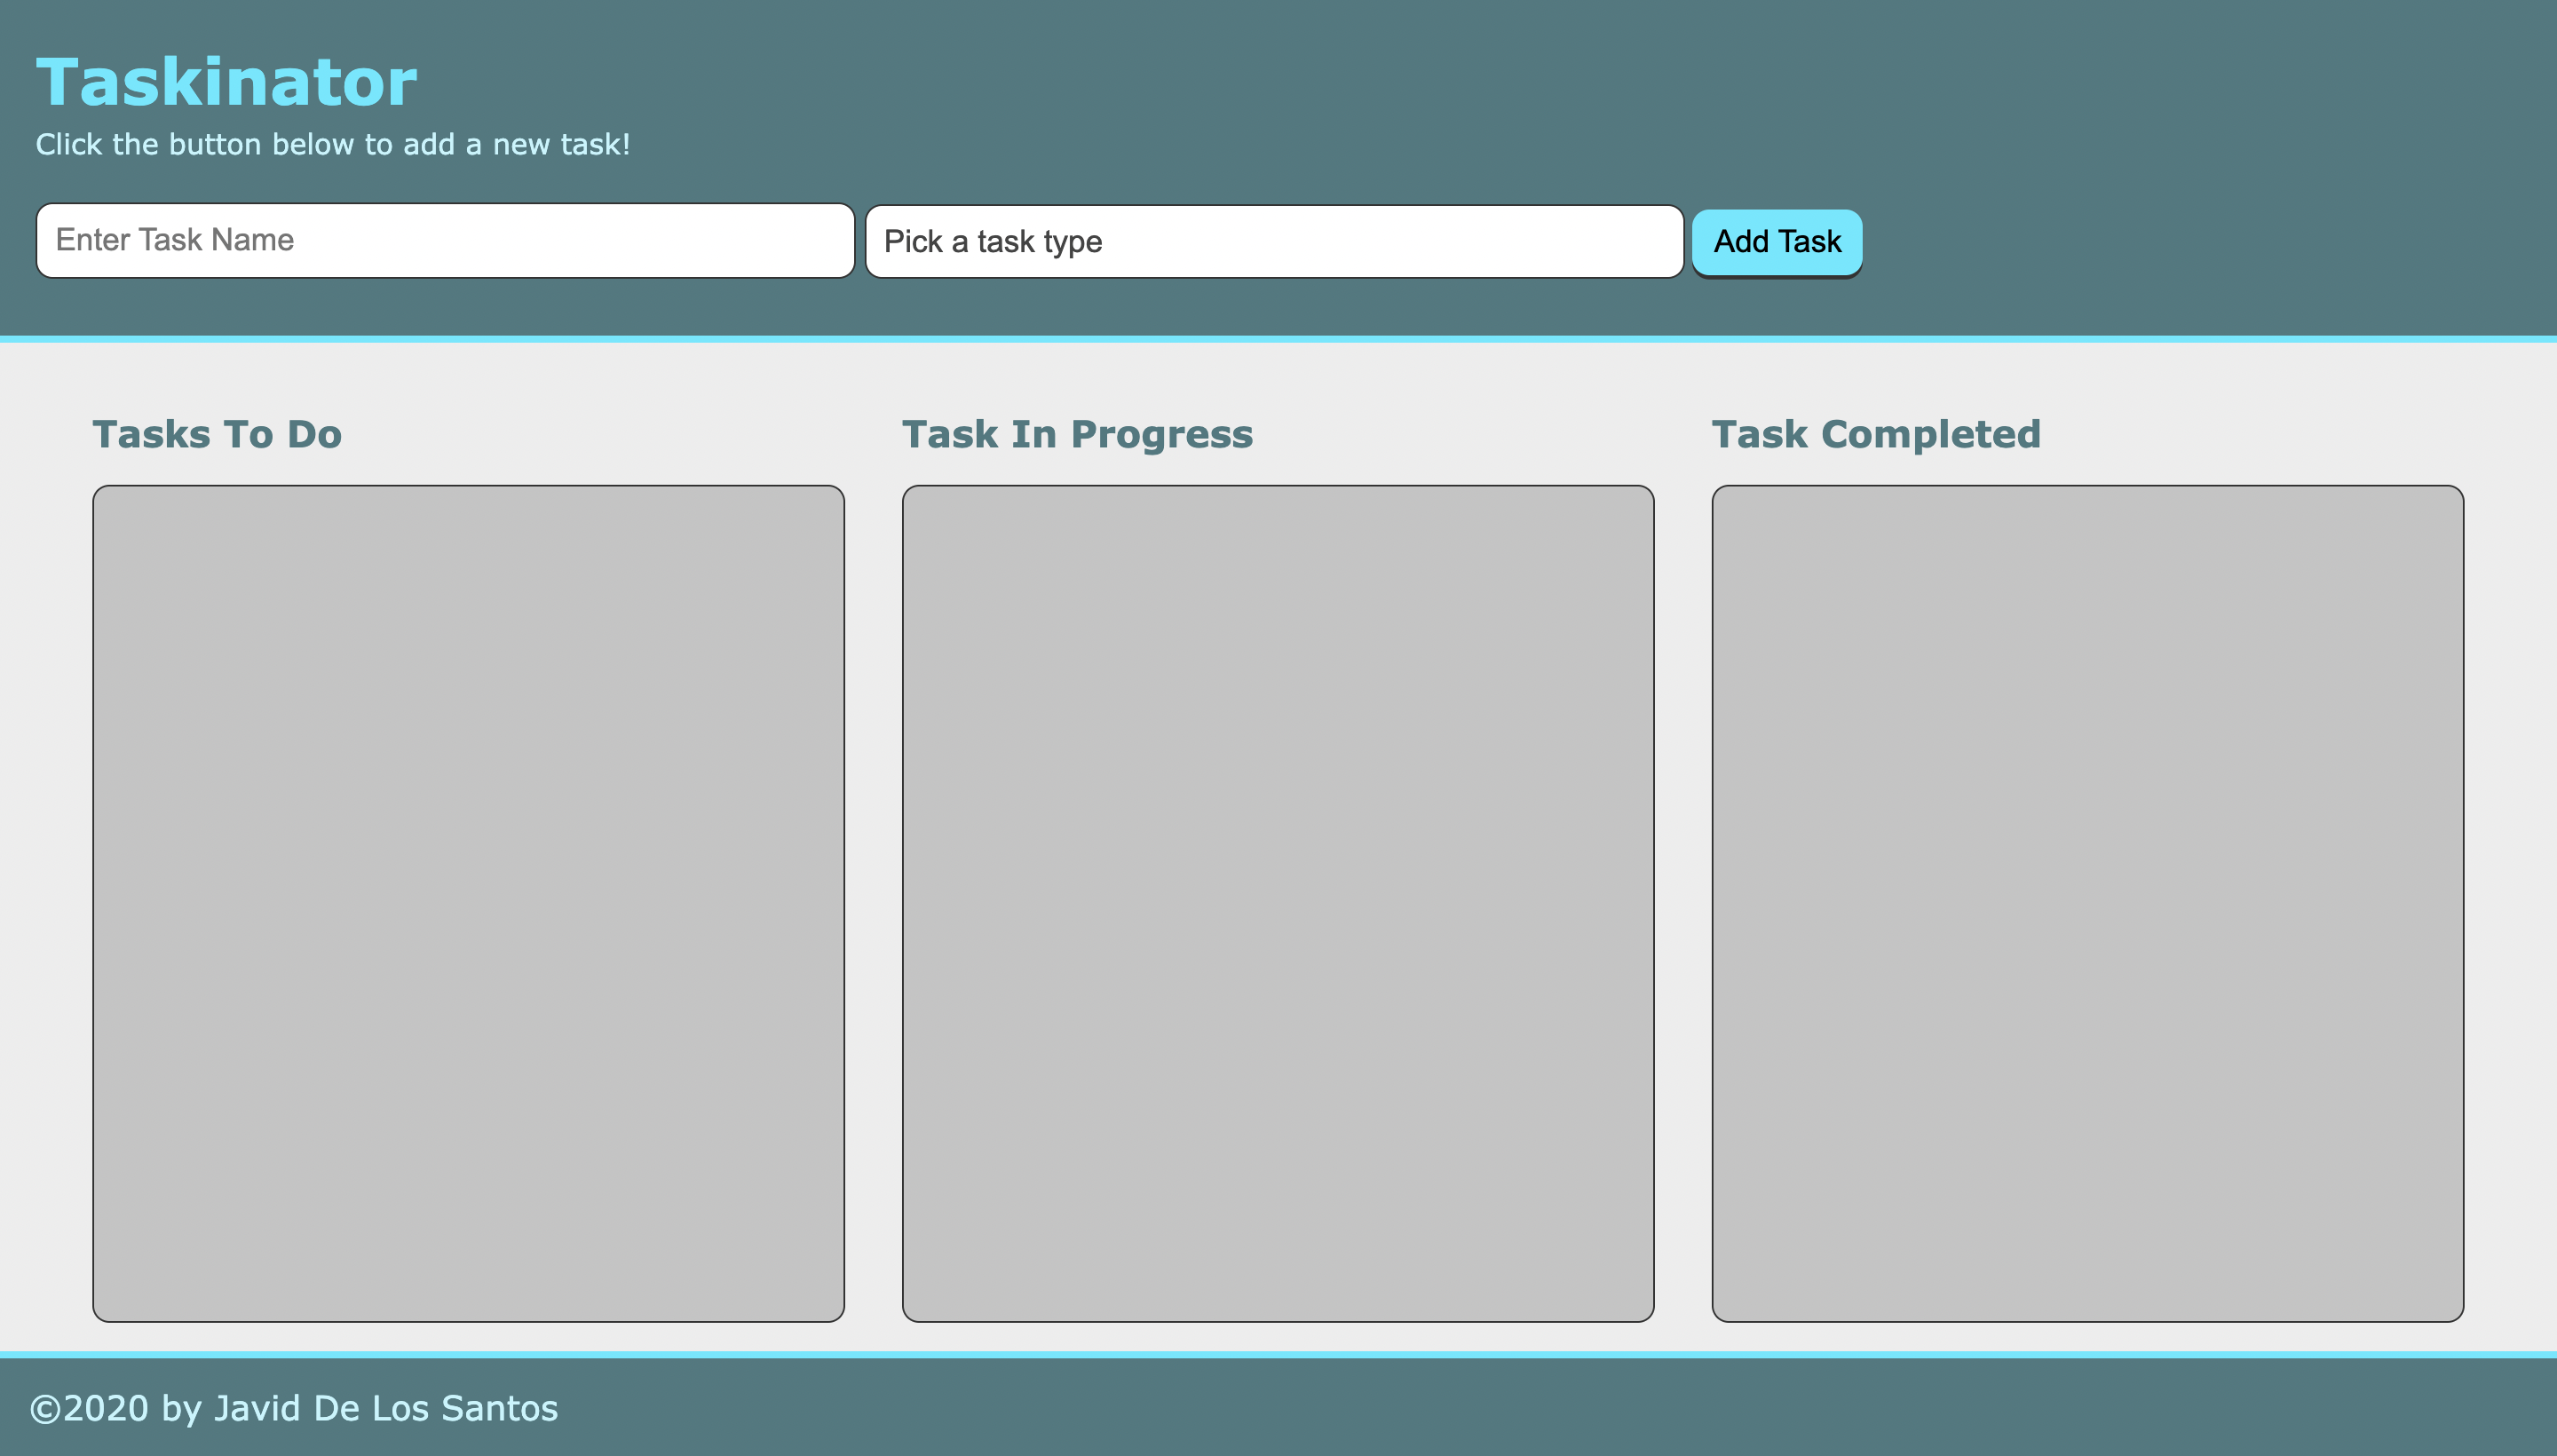 Taskinator
Click the button below to add a new task!
Enter Task Name
Pick a task type
Add Task
Tasks To Do
Task In Progress
Task Completed
©2020 by Javid De Los Santos